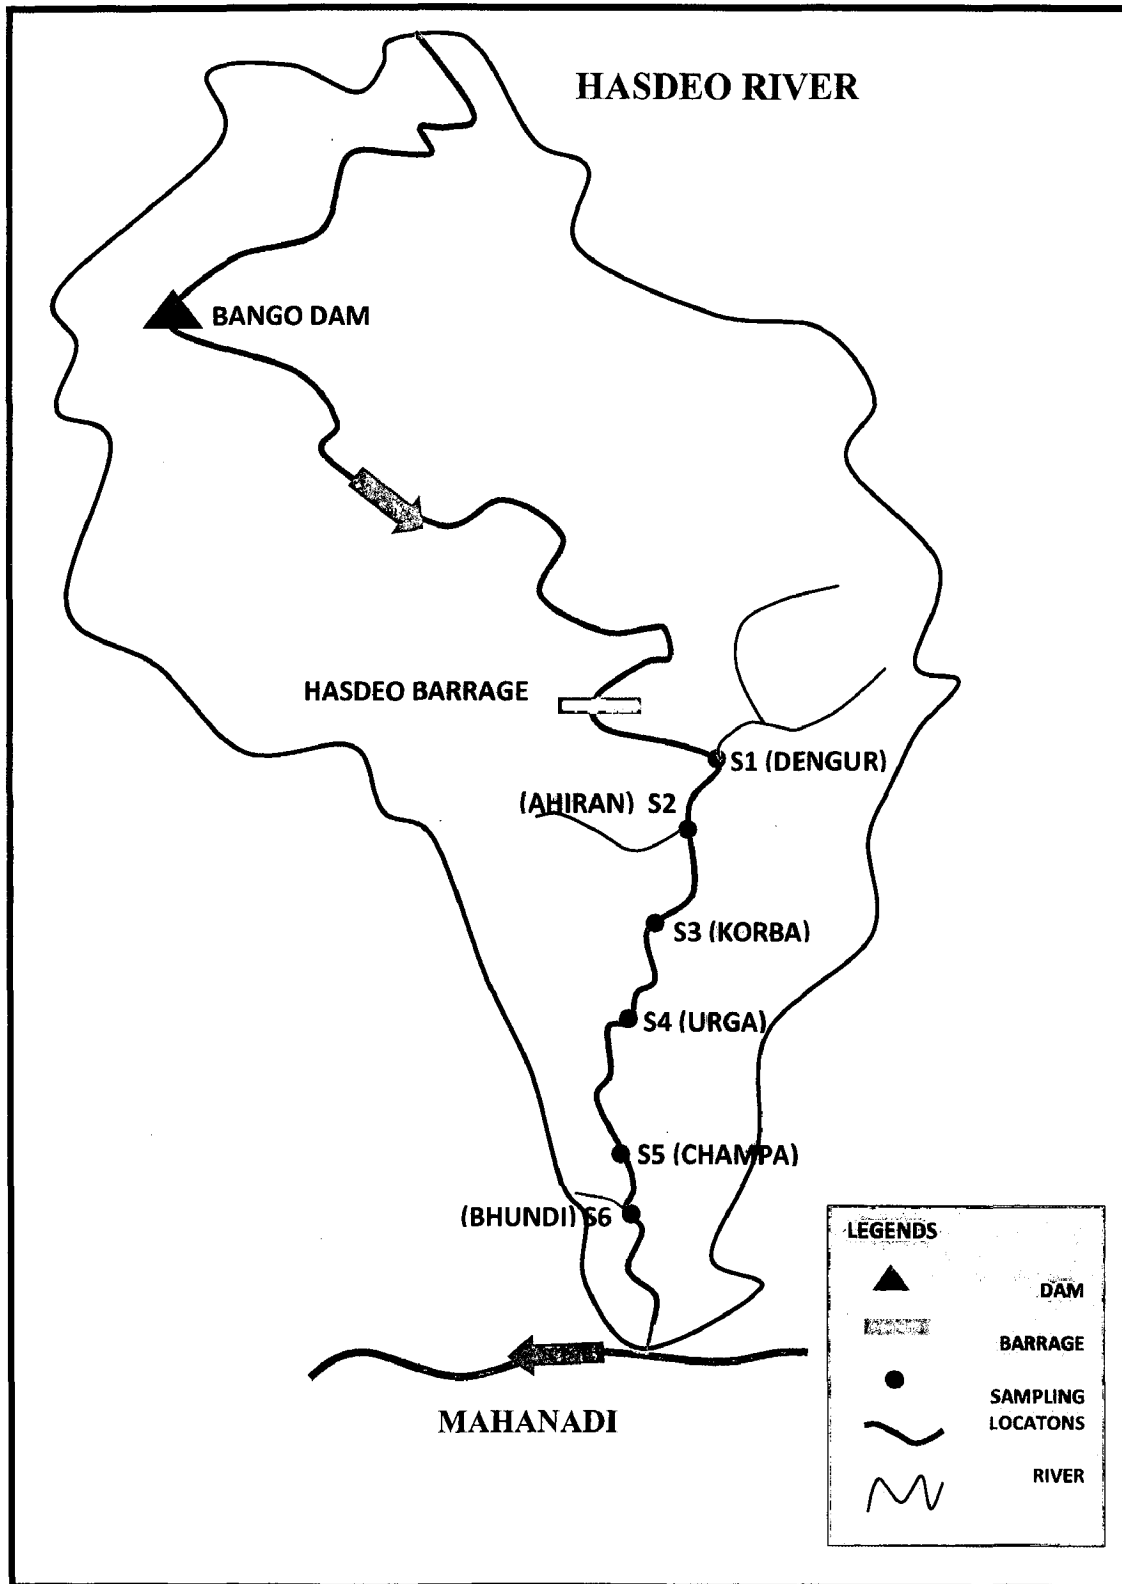 HASDEO RIVER
BANGO DAM
HASDEO BARRAGE
S1 (DENGUR)
(AHIRAN) S2
S3 (KORBA)
S4 (URGA)
S5 (CHAMPA)
(BHUNDI) S6
MAHANADI
LEGENDS
DAM
BARRAGE
SAMPLING
LOCATONS
RIVER